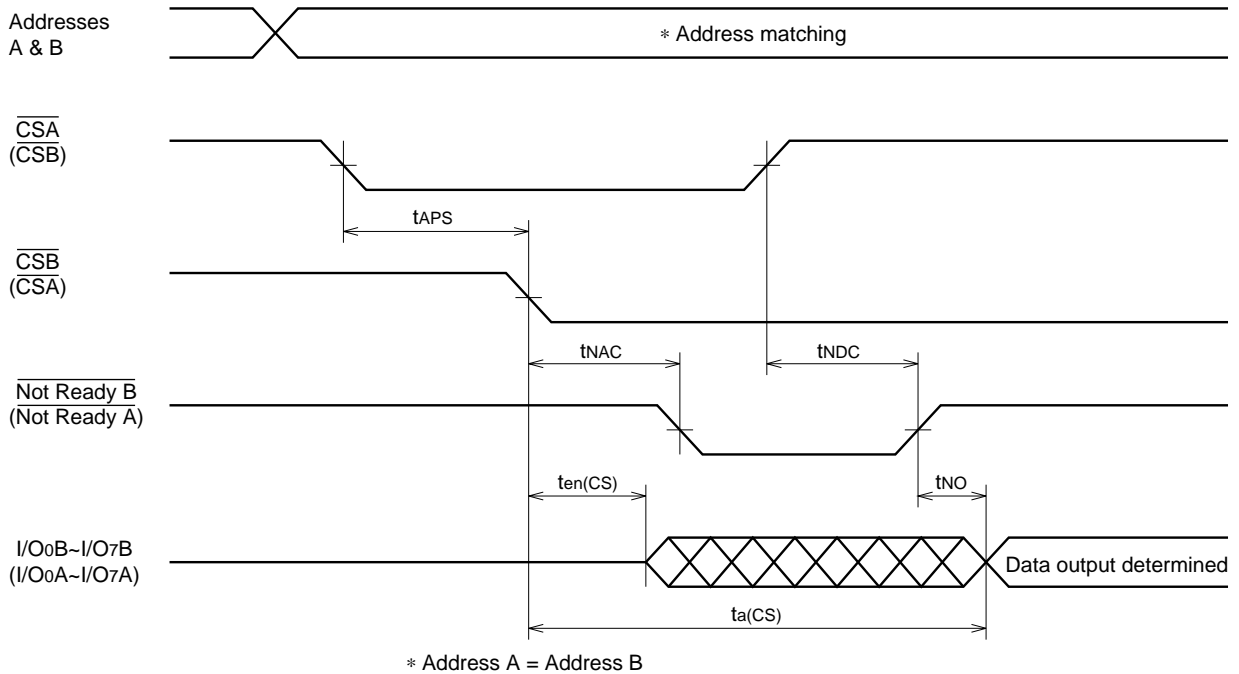 Addresses
A & B
∗ Address matching
CSA
(CSB)
tAPS
CSB
(CSA)
tNAC
tNDC
Not Ready B
(Not Ready A)
ten(CS)
tNO
I/O0B~I/O7B
(I/O0A~I/O7A)
Data output determined
ta(CS)
∗ Address A = Address B